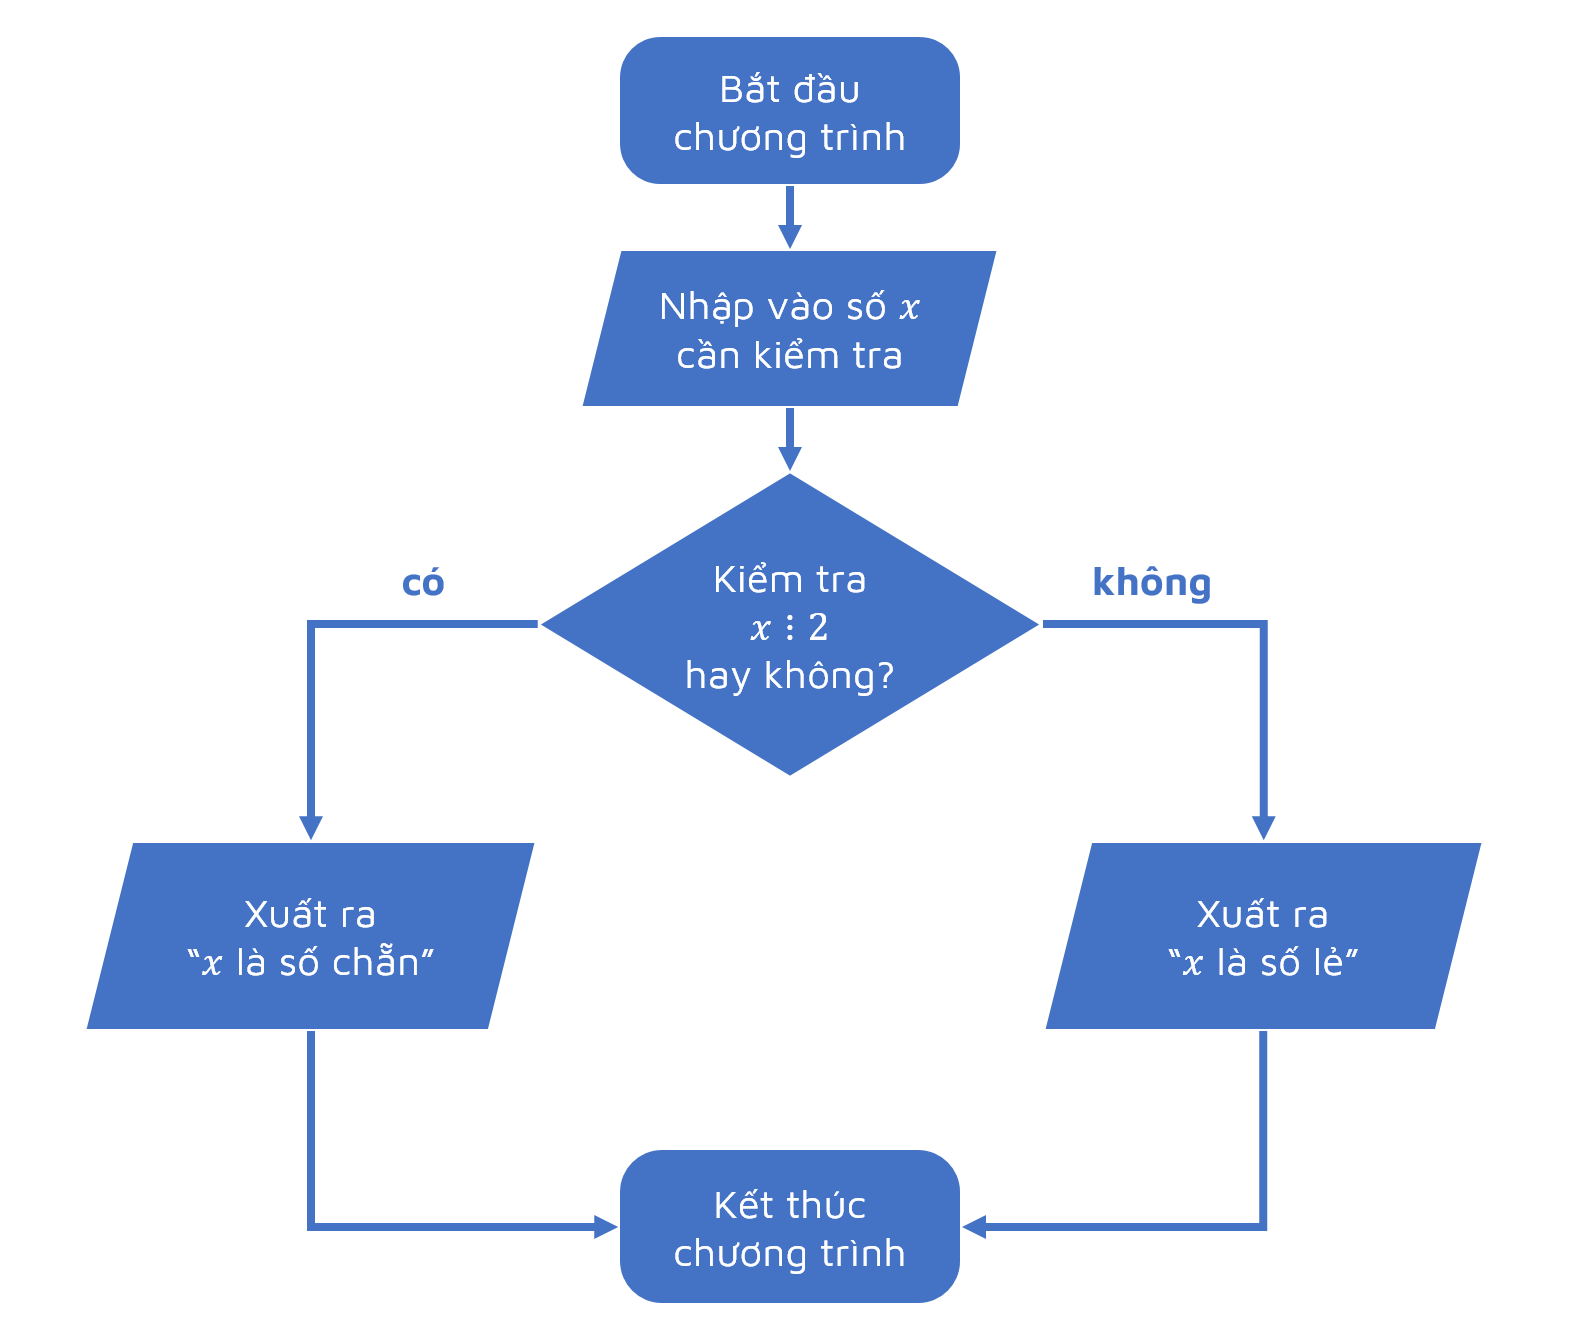 Bắt đầu
chương trình
Nhập vào số x
cần kiểm tra
Kiểm tra
x ⋮ 2
hay không?
có
không
Xuất ra
“x là số chẵn”
Xuất ra
“x là số lẻ”
Kết thúc
chương trình